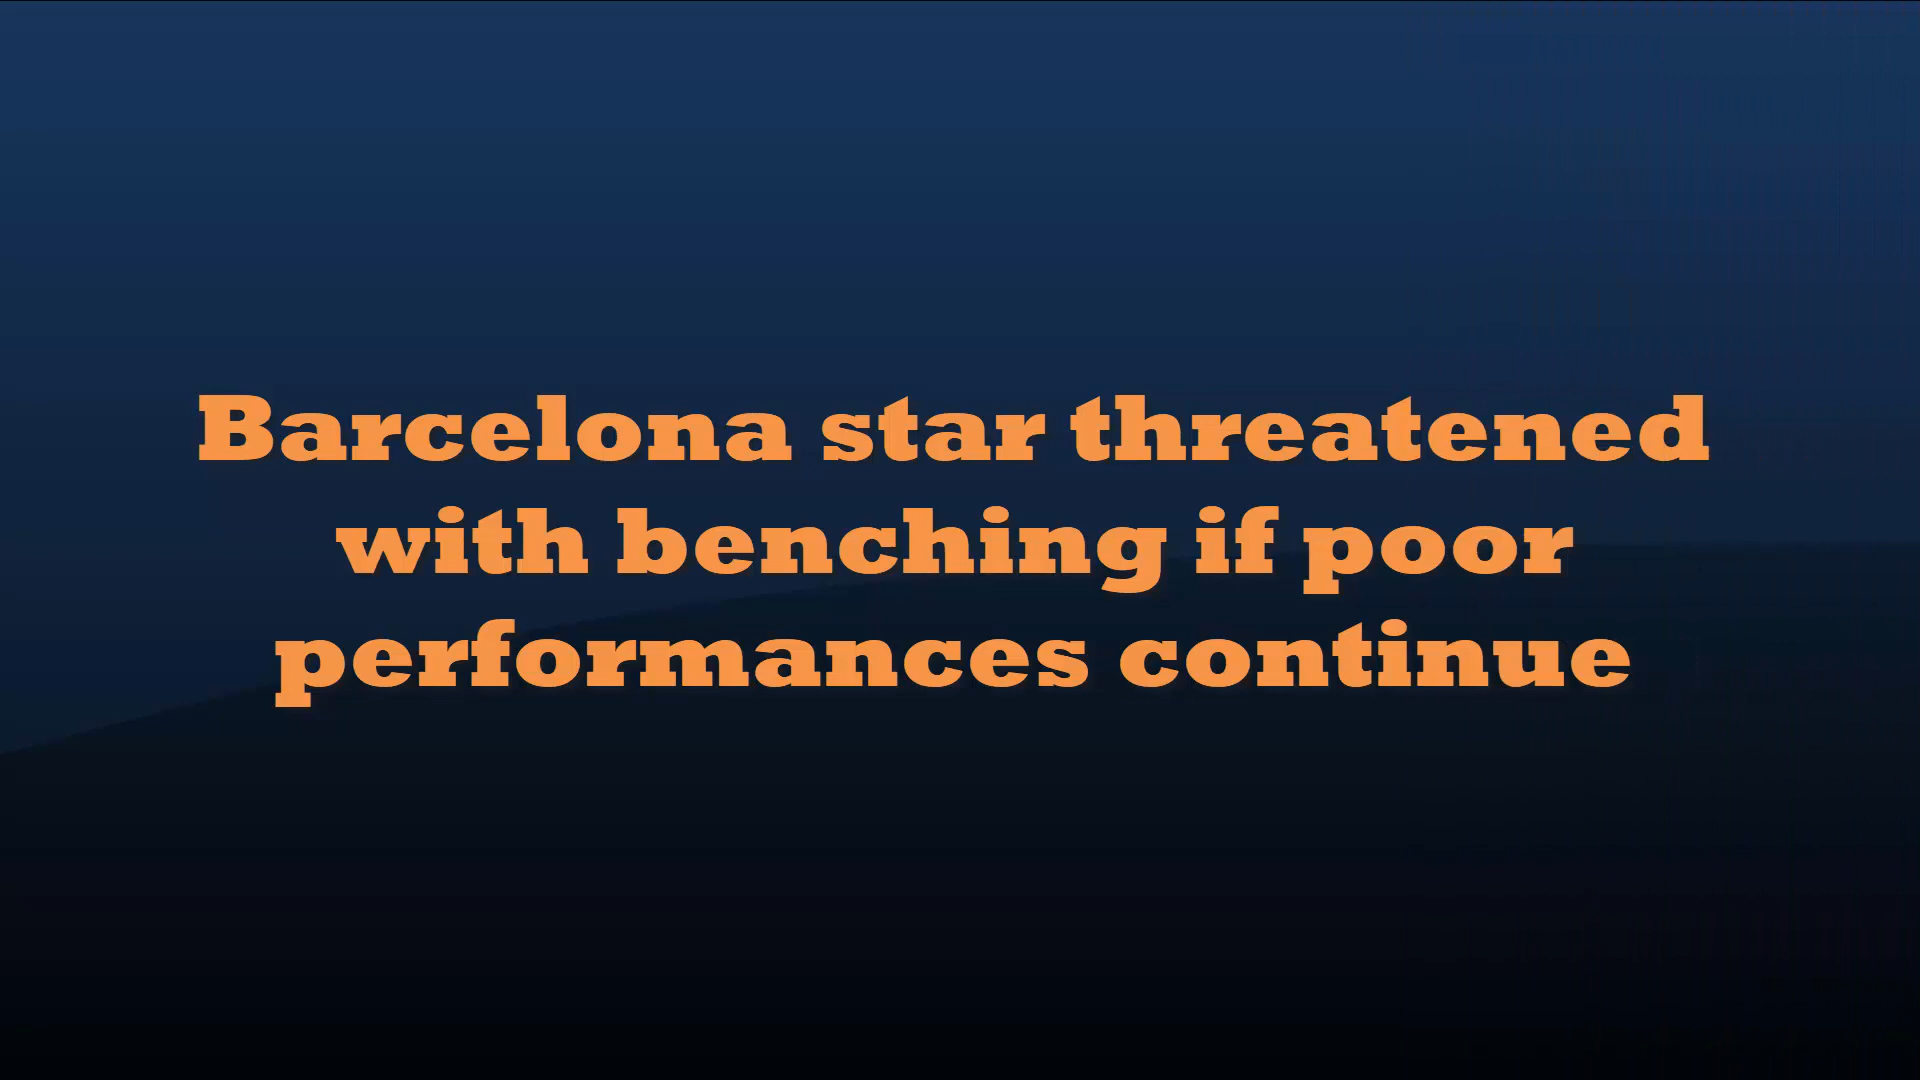 Barcelona star threatened
with benching if poor
performances continue